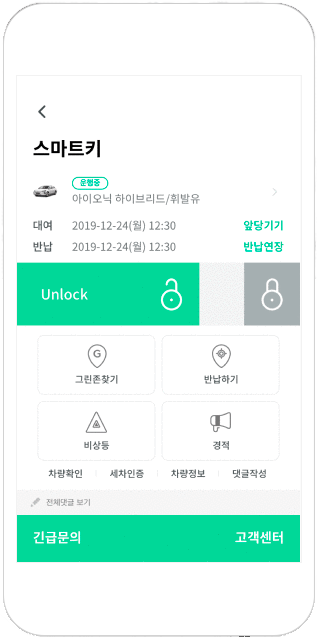 스마트키
운행중
아이오닉 하이브리드/휘발유
대여 2019-12-24(월) 12:30 앞당기기
반납 2019-12-24(월) 12:30 반납연장
Unlock
G
그린존찾기 반납하기
비상등 경적
차량확인 세차인증 차량정보 댓글작성
전체댓글 보기
긴급문의 고객센터